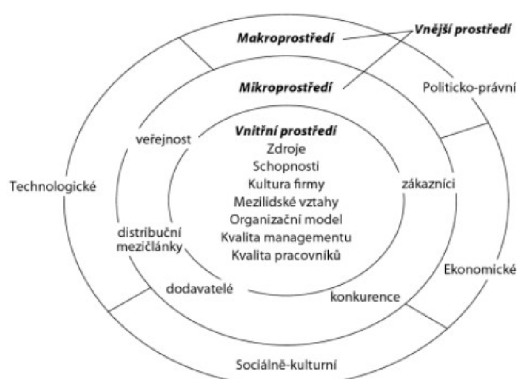 Makroprostředí
Vnější prostředí
Mikroprostředí
Politicko-právní
Vnitřní prostředí
veřejnost
Zdroje
Schopnosti
Technologické
Kultura firmy
zákazníci
Mezilidské vztahy
Organizační model
distribuční
mezičlánky
Kvalita managementu
Kvalita pracovníků
Ekonomické
dodavatelé
konkurence
Sociálně-kulturní